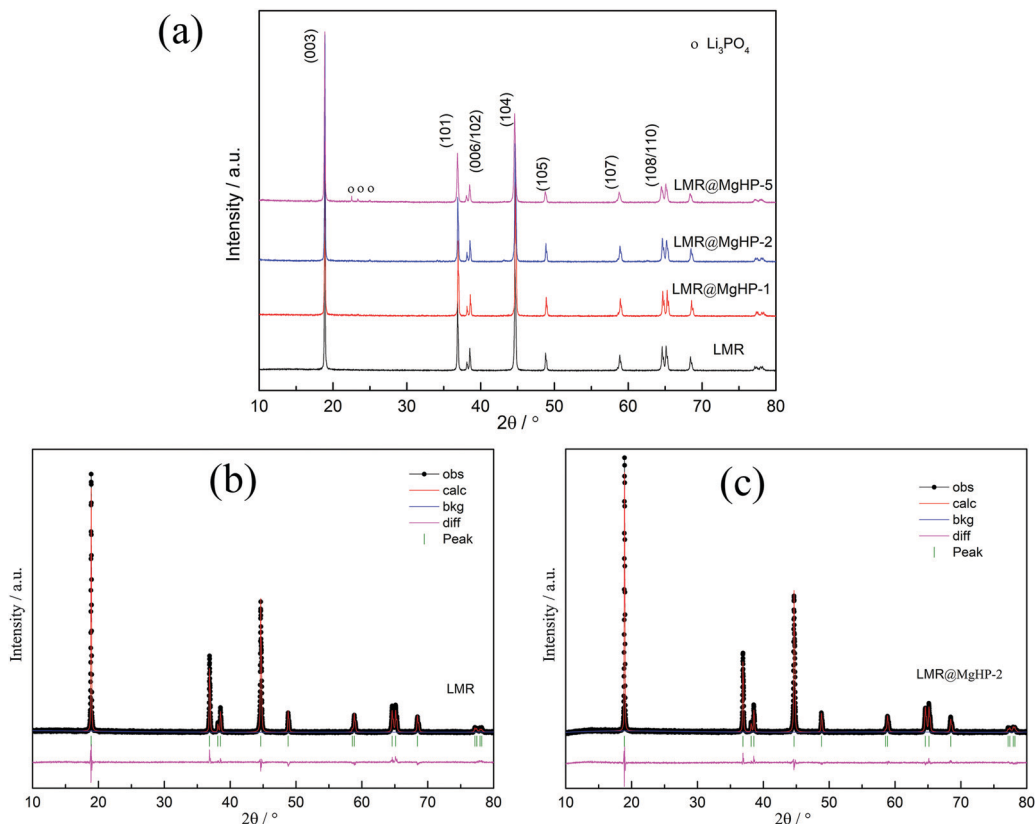 (a)
o Li₃PO₄
(003)
(101)
(006/102)
(104)
(105)
(107)
(108/110)
o o o
LMR@MgHP-5
LMR@MgHP-2
LMR@MgHP-1
LMR
Intensity / a.u.
10 20 30 40 50 60 70 80
2θ / °
(b)
obs
calc
bkg
diff
Peak
LMR
Intensity / a.u.
10 20 30 40 50 60 70 80
(c)
obs
calc
bkg
diff
Peak
LMR@MgHP-2
Intensity / a.u.
10 20 30 40 50 60 70 80